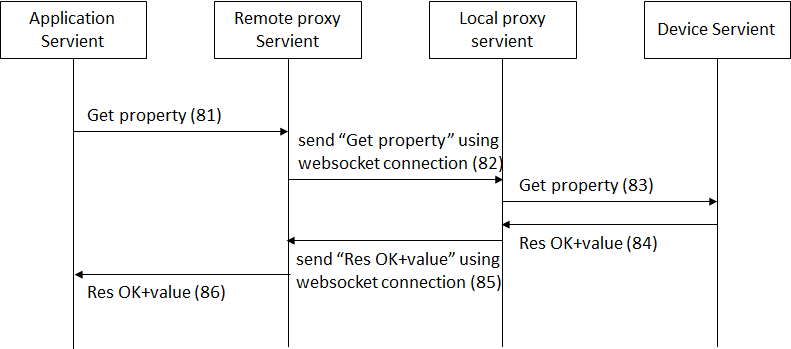 Application
Servient
Remote proxy
Servient
Local proxy
servient
Device Servient
Get property (81)
send “Get property” using
websocket connection (82)
Get property (83)
Res OK+value (84)
send “Res OK+value” using
websocket connection (85)
Res OK+value (86)